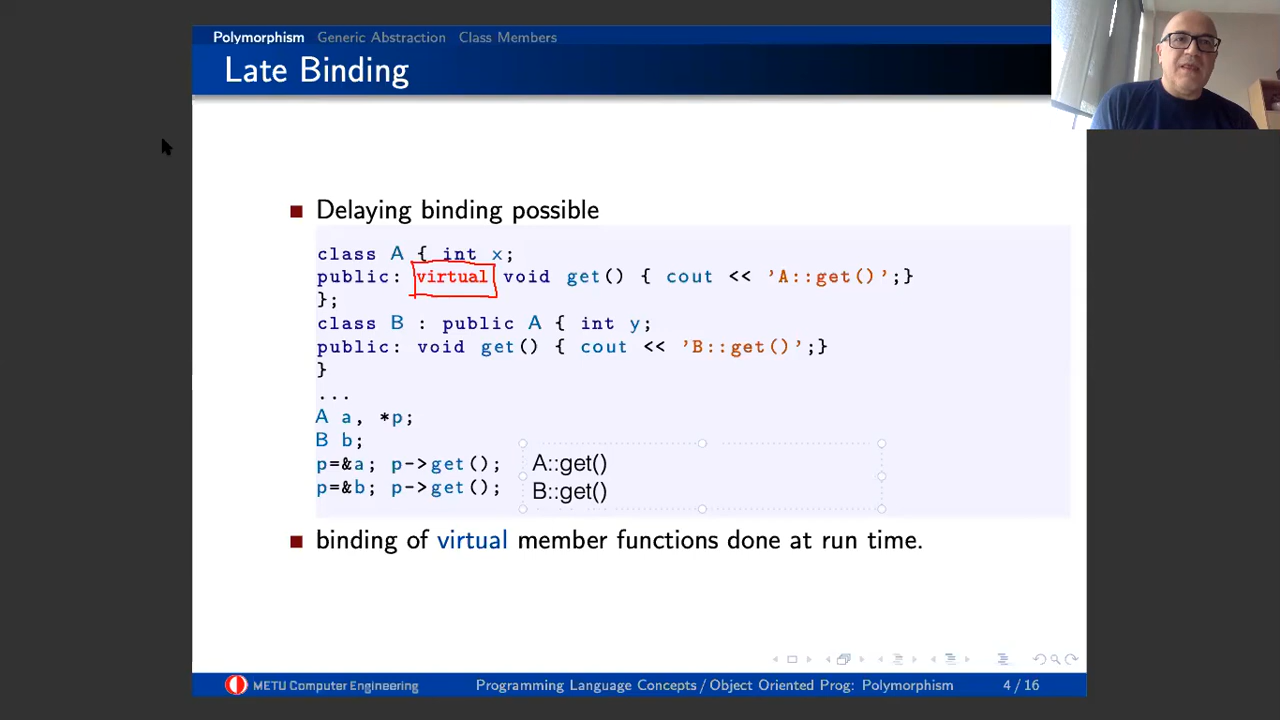 Polymorphism Generic Abstraction Class Members
Late Binding
Delaying binding possible
class A { int x;
public: virtual void get() { cout << 'A::get()';}
};
class B : public A { int y;
public: void get() { cout << 'B::get()';}
}
...
A a, *p;
B b;
p=&a; p->get(); A::get()
p=&b; p->get(); B::get()
binding of virtual member functions done at run time.
METU Computer Engineering Programming Language Concepts/Object Oriented Prog: Polymorphism 4 / 16